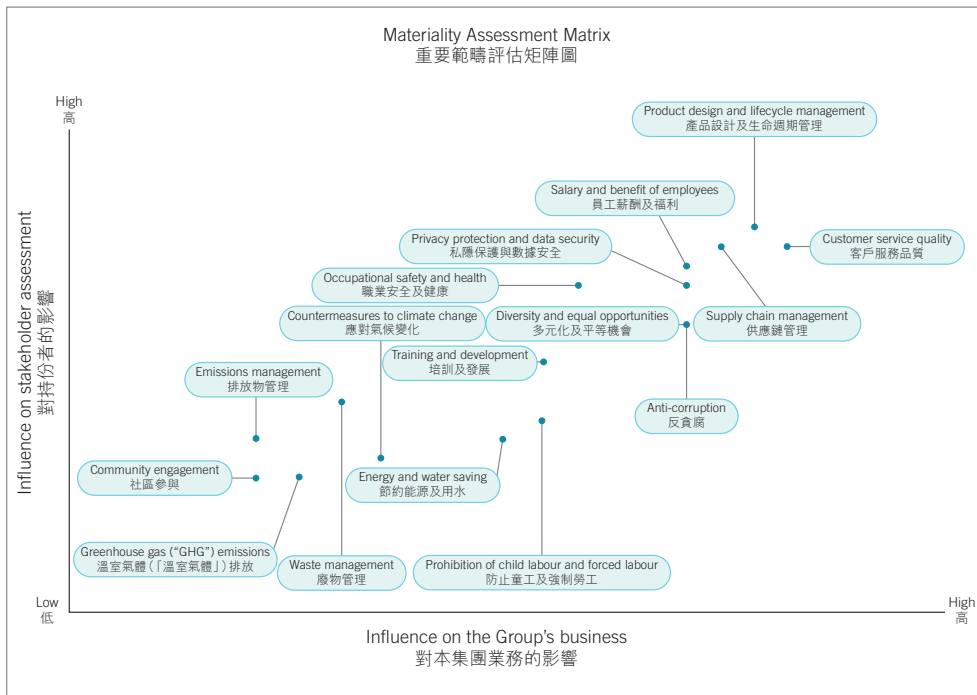 Materiality Assessment Matrix
重要範疇評估矩陣圖
High
高
Product design and lifecycle management
產品設計及生命週期管理
Salary and benefit of employees
員工薪酬及福利
Privacy protection and data security
私隱保護與數據安全
Customer service quality
客戶服務品質
Occupational safety and health
職業安全及健康
Countermeasures to climate change
應對氣候變化
Diversity and equal opportunities
多元化及平等機會
Supply chain management
供應鏈管理
Training and development
培訓及發展
Emissions management
排放物管理
Anti-corruption
反貪腐
Community engagement
社區參與
Energy and water saving
節約能源及用水
Greenhouse gas (“GHG”) emissions
溫室氣體(「溫室氣體」)排放
Waste management
廢物管理
Prohibition of child labour and forced labour
防止童工及強制勞工
Influence on stakeholder assessment
對持份者的影響
Low
低
High
高
Influence on the Group’s business
對本集團業務的影響